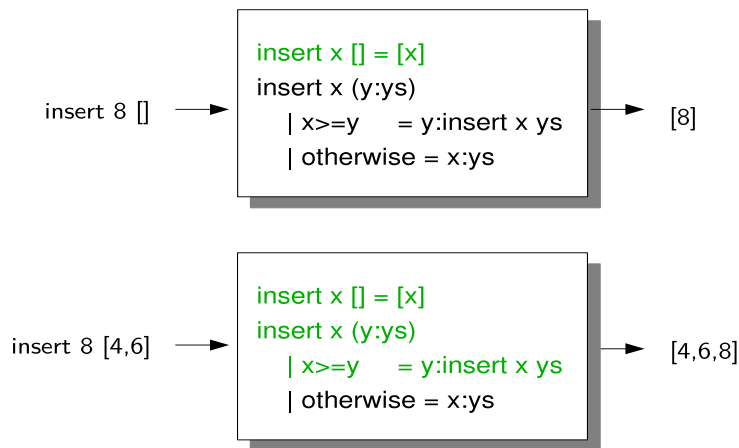 insert x [] = [x]
insert x (y:ys)
insert 8 []
| x>=y = y:insert x ys
[8]
| otherwise = x:ys
insert x [] = [x]
insert x (y:ys)
insert 8 [4,6]
| x>=y = y:insert x ys
[4,6,8]
| otherwise = x:ys